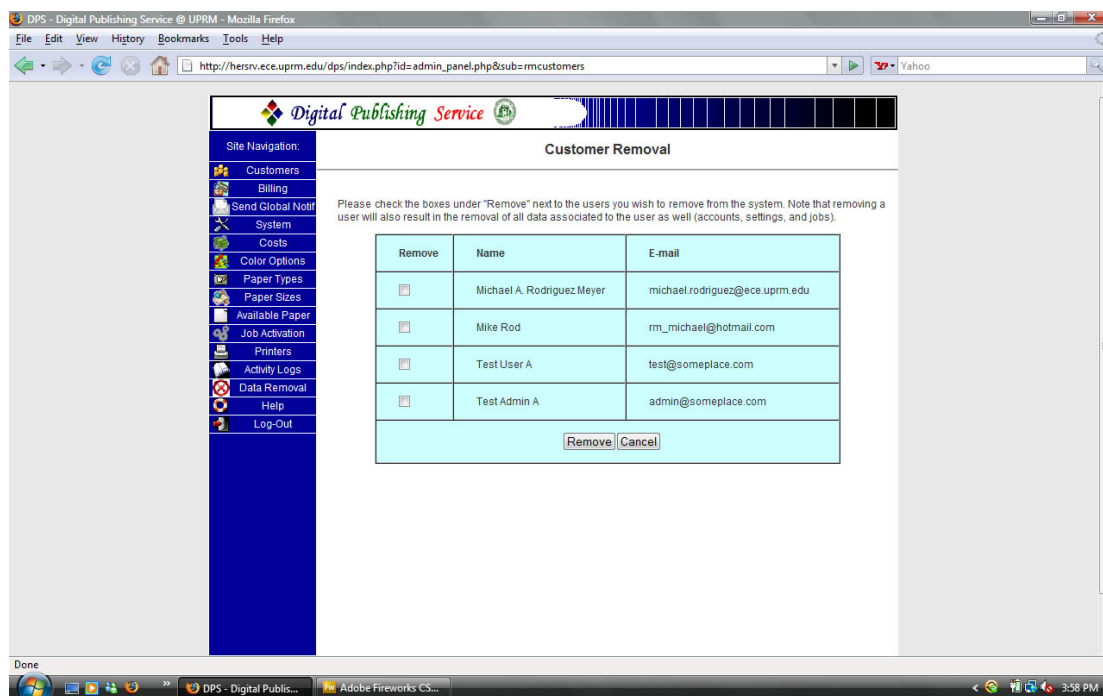 DPS - Digital Publishing Service @ UPRM - Mozilla Firefox
File Edit View History Bookmarks Tools Help
http://hersrv.ece.uprm.edu/dps/index.php?id=admin_panel.php&sub=rmcustomers
Yahoo
Digital Publishing Service
Site Navigation:
Customers
Billing
Send Global Notif
System
Costs
Color Options
Paper Types
Paper Sizes
Available Paper
Job Activation
Printers
Activity Logs
Data Removal
Help
Log-Out
Customer Removal
Please check the boxes under "Remove" next to the users you wish to remove from the system. Note that removing a
user will also result in the removal of all data associated to the user as well (accounts, settings, and jobs).
Remove Name E-mail
Michael A. Rodriguez Meyer michael.rodriguez@ece.uprm.edu
Mike Rod rm_michael@hotmail.com
Test User A test@someplace.com
Test Admin A admin@someplace.com
Remove Cancel
Done
DPS - Digital Publis... Adobe Fireworks CS... 3:58 PM